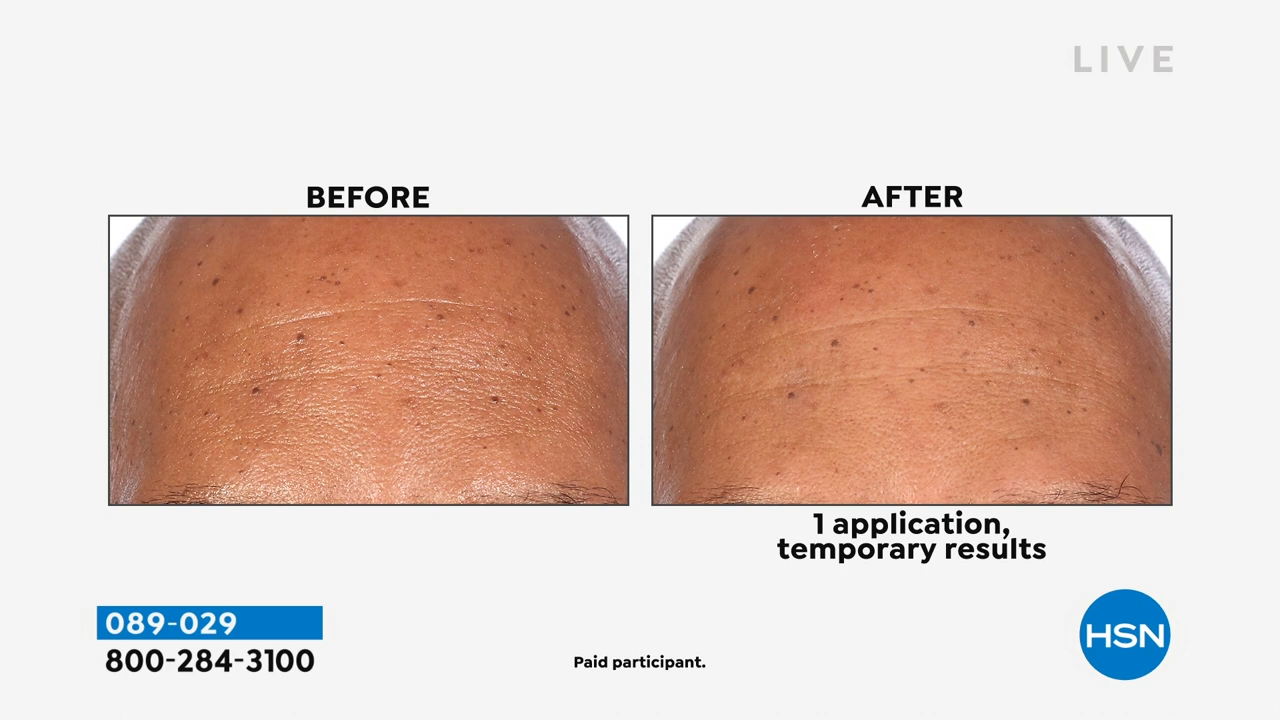 LIVE
BEFORE
AFTER
1 application,
temporary results
089-029
800-284-3100
Paid participant.
HSN